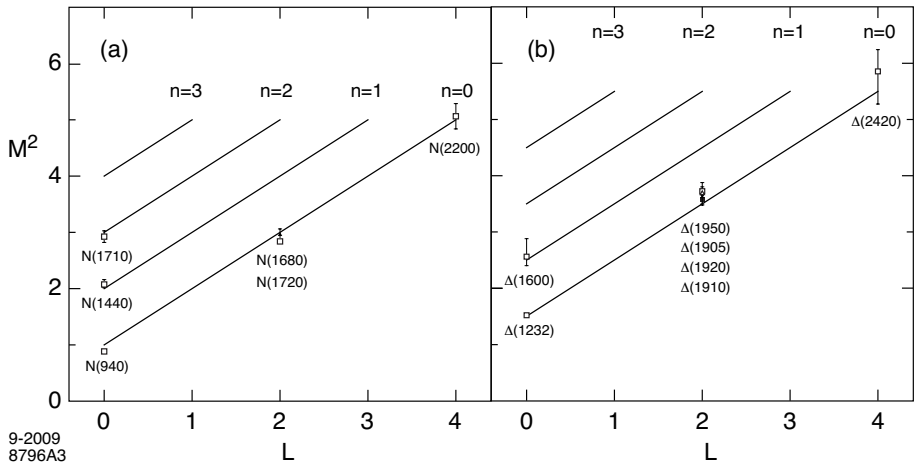 (a)
n=3 n=2 n=1 n=0
N(2200)
N(1710)
N(1680)
N(1720)
N(1440)
N(940)
M²
6
4
2
0
0 1 2 3 4
L
(b)
n=3 n=2 n=1 n=0
Δ(2420)
Δ(1950)
Δ(1905)
Δ(1920)
Δ(1910)
Δ(1600)
Δ(1232)
0 1 2 3 4
L
9-2009
8796A3